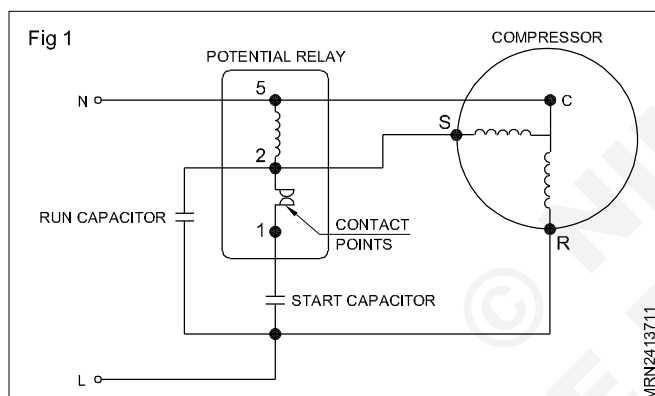 Fig 1
COMPRESSOR
POTENTIAL RELAY
N
5
C
S
2
RUN CAPACITOR
1
CONTACT
POINTS
R
START CAPACITOR
L
MRN2413711
©